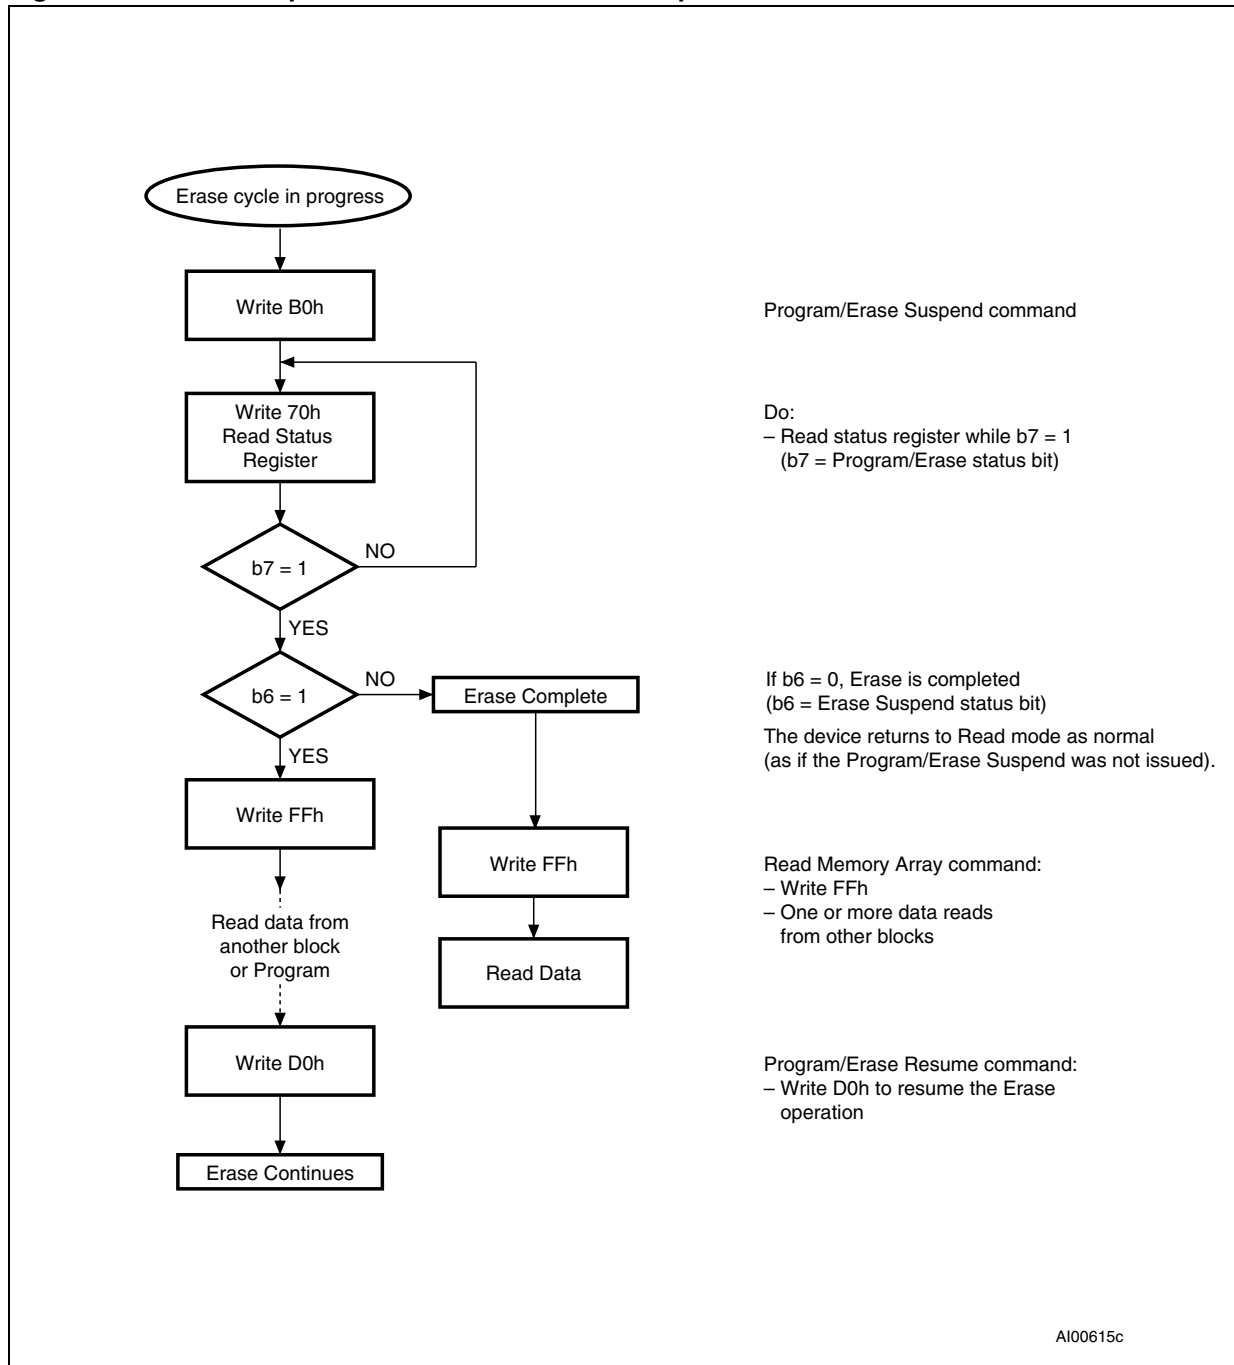 Erase cycle in progress
Write B0h
Program/Erase Suspend command
Write 70h
Read Status
Register
Do:
– Read status register while b7 = 1
(b7 = Program/Erase status bit)
b7 = 1
NO
YES
b6 = 1
NO
Erase Complete
If b6 = 0, Erase is completed
(b6 = Erase Suspend status bit)
The device returns to Read mode as normal
(as if the Program/Erase Suspend was not issued).
YES
Write FFh
Read data from
another block
or Program
Write FFh
Read Memory Array command:
– Write FFh
– One or more data reads
from other blocks
Read Data
Write D0h
Program/Erase Resume command:
– Write D0h to resume the Erase
operation
Erase Continues
AI00615c